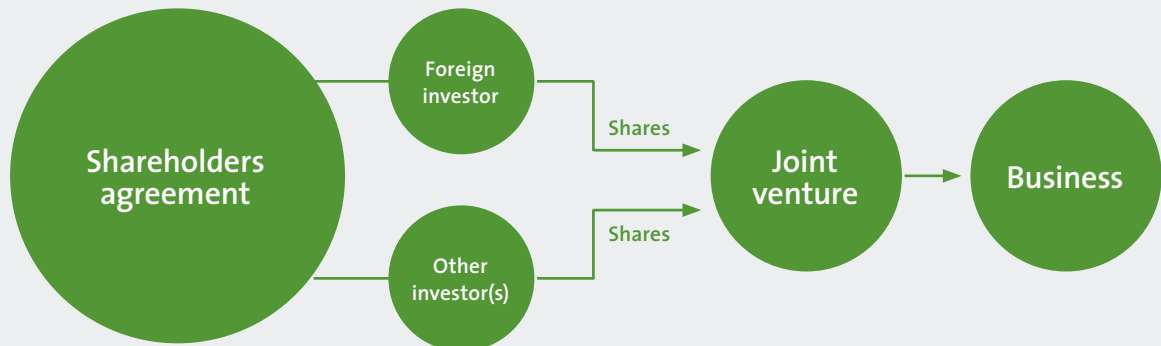 Shareholders
agreement
Foreign
investor
Other
investor(s)
Shares
Shares
Joint
venture
Business